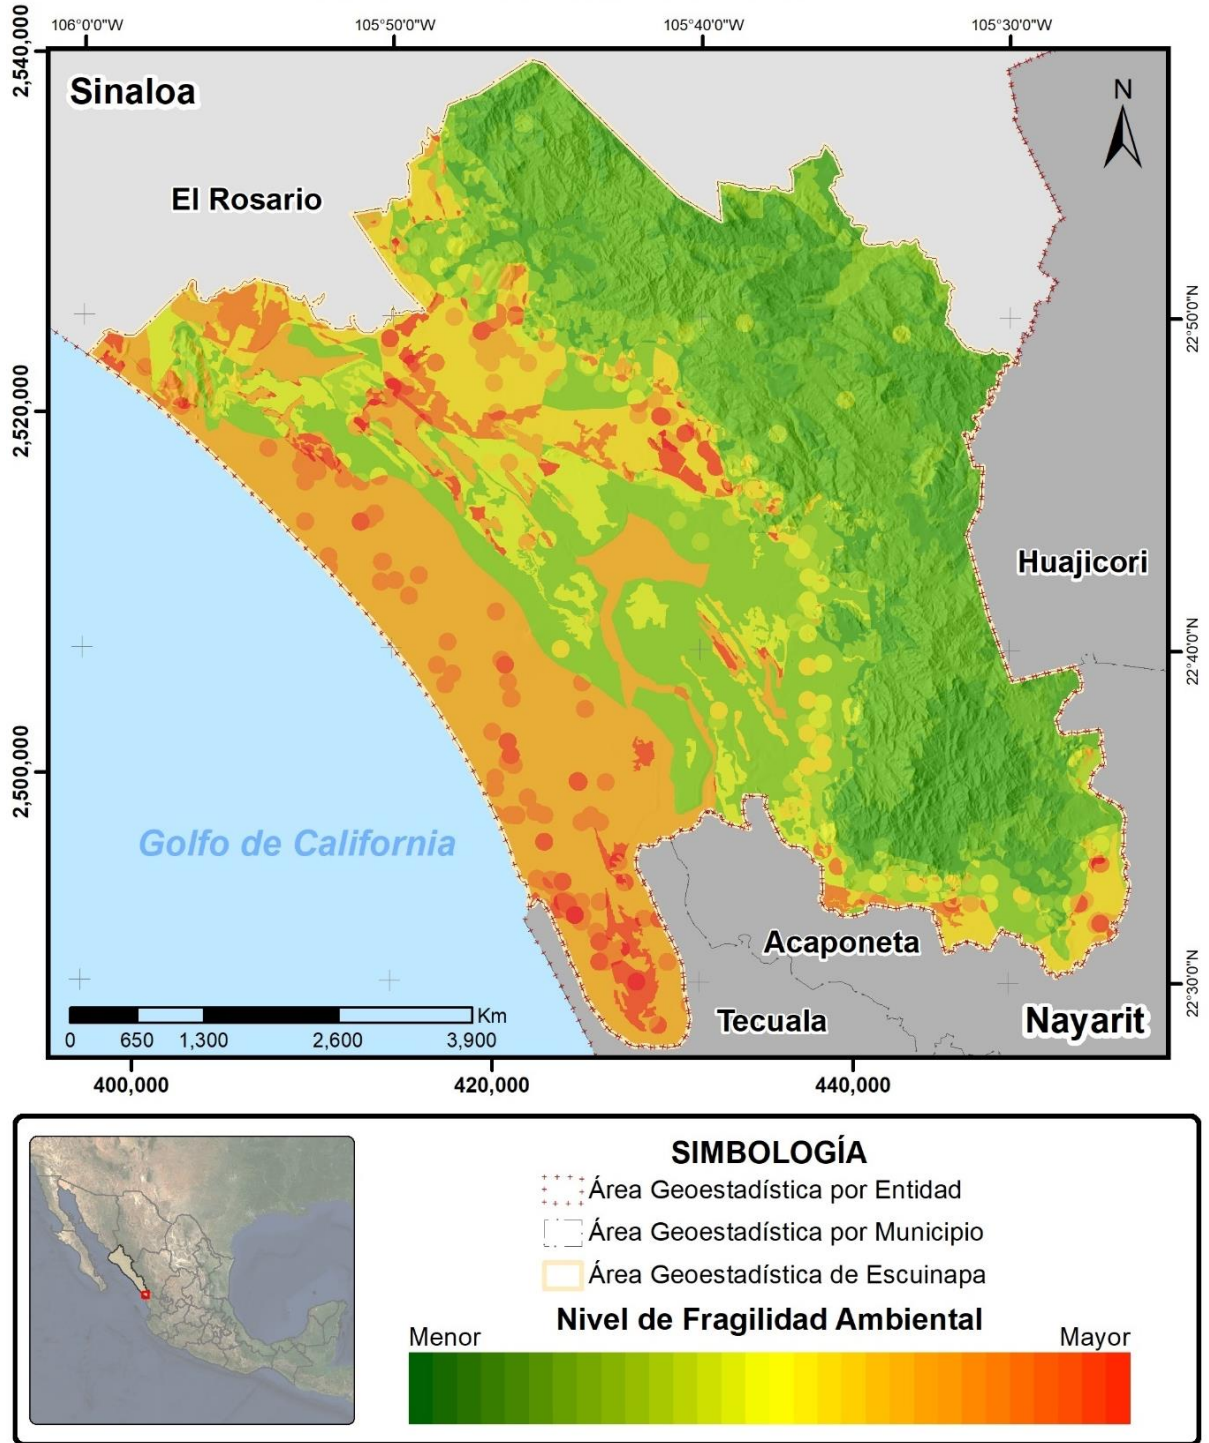 106°0'0"W 105°50'0"W 105°40'0"W 105°30'0"W
2,540,000
Sinaloa
N
El Rosario
22°50'0"N
2,520,000
Huajicori
22°40'0"N
2,500,000
Golfo de California
Acaponeta
22°30'0"N
Tecuala
Nayarit
Km
0 650 1,300 2,600 3,900
400,000 420,000 440,000
SIMBOLOGÍA
Área Geoestadística por Entidad
Área Geoestadística por Municipio
Área Geoestadística de Escuinapa
Nivel de Fragilidad Ambiental
Menor Mayor